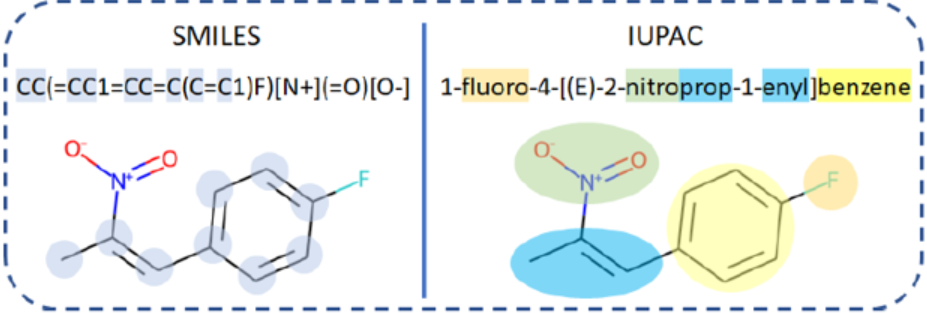 SMILES
CC(=CC1=CC=C(C=C1)F)[N+](=O)[O-]
O-
N+
O
F
IUPAC
1-fluoro-4-[(E)-2-nitroprop-1-enyl]benzene
O-
N+
O
F